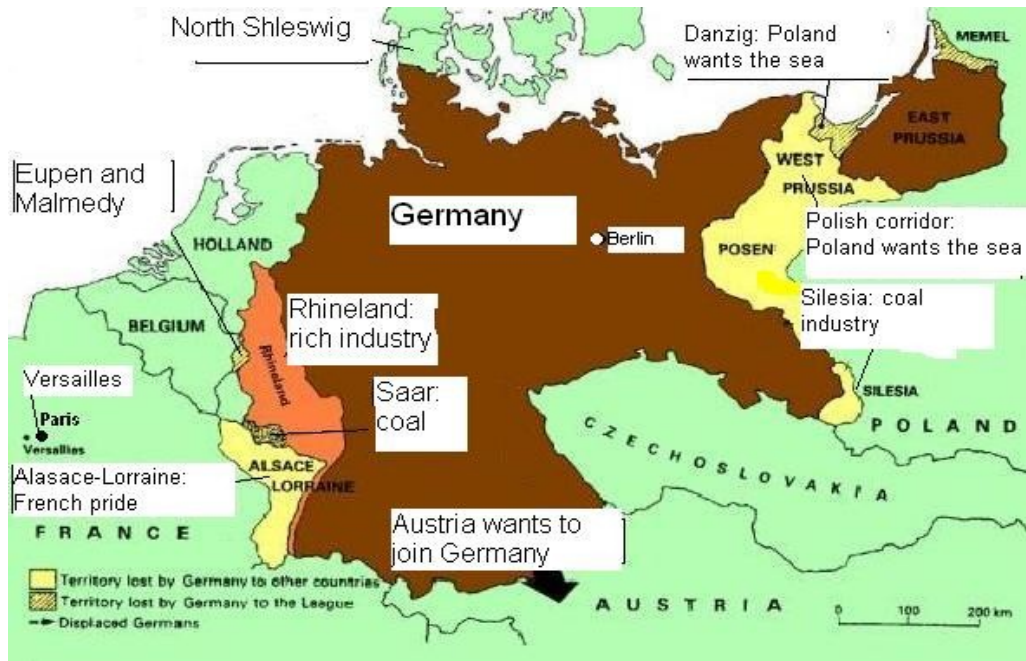 North Shleswig
Danzig: Poland
wants the sea
MEMEL
EAST
PRUSSIA
WEST
PRUSSIA
Eupen and
Malmedy
Germany
Polish corridor:
Poland wants the sea
HOLLAND
Berlin
POSEN
Silesia: coal
industry
Rhineland:
rich industry
BELGIUM
Rhineland
Versailles
Saar:
coal
SILESIA
Paris
Versailles
POLAND
CZECHOSLOVAKIA
ALSACE
LORRAINE
Alasace-Lorraine:
French pride
Austria wants to
join Germany
FRANCE
Territory lost by Germany to other countries
Territory lost by Germany to the League
Displaced Germans
AUSTRIA
0 100 200 km